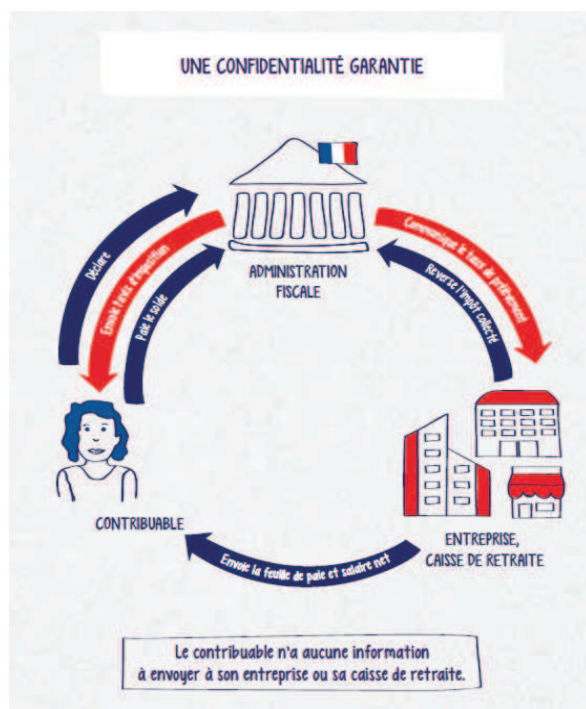 UNE CONFIDENTIALITÉ GARANTIE
ADMINISTRATION
FISCALE
Déclare
Envoie l'avis d'imposition
Paie le solde
Communique le taux de prélèvement
Reverse l'impôt collecté
CONTRIBUABLE
ENTREPRISE,
CAISSE DE RETRAITE
Envoie la feuille de paie et salaire net
Le contribuable n'a aucune information
à envoyer à son entreprise ou sa caisse de retraite.